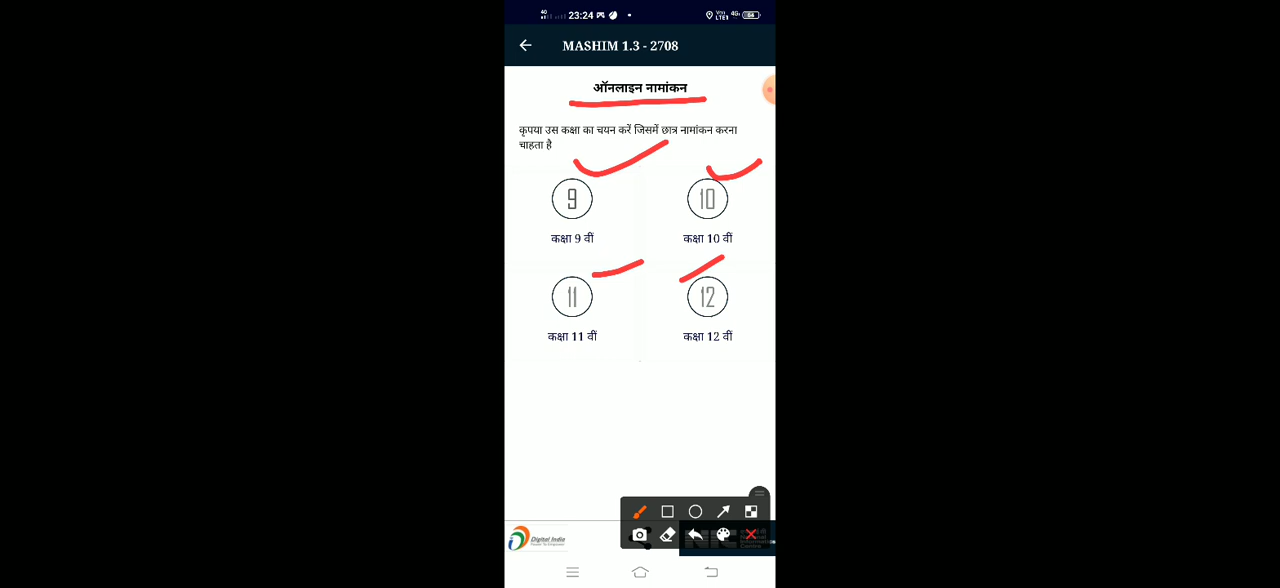 23:24
MASHIM 1.3 - 2708
ऑनलाइन नामांकन
कृपया उस कक्षा का चयन करें जिसमें छात्र नामांकन करना
चाहता है
9 10
कक्षा 9 वीं कक्षा 10 वीं
11 12
कक्षा 11 वीं कक्षा 12 वीं
Digital India